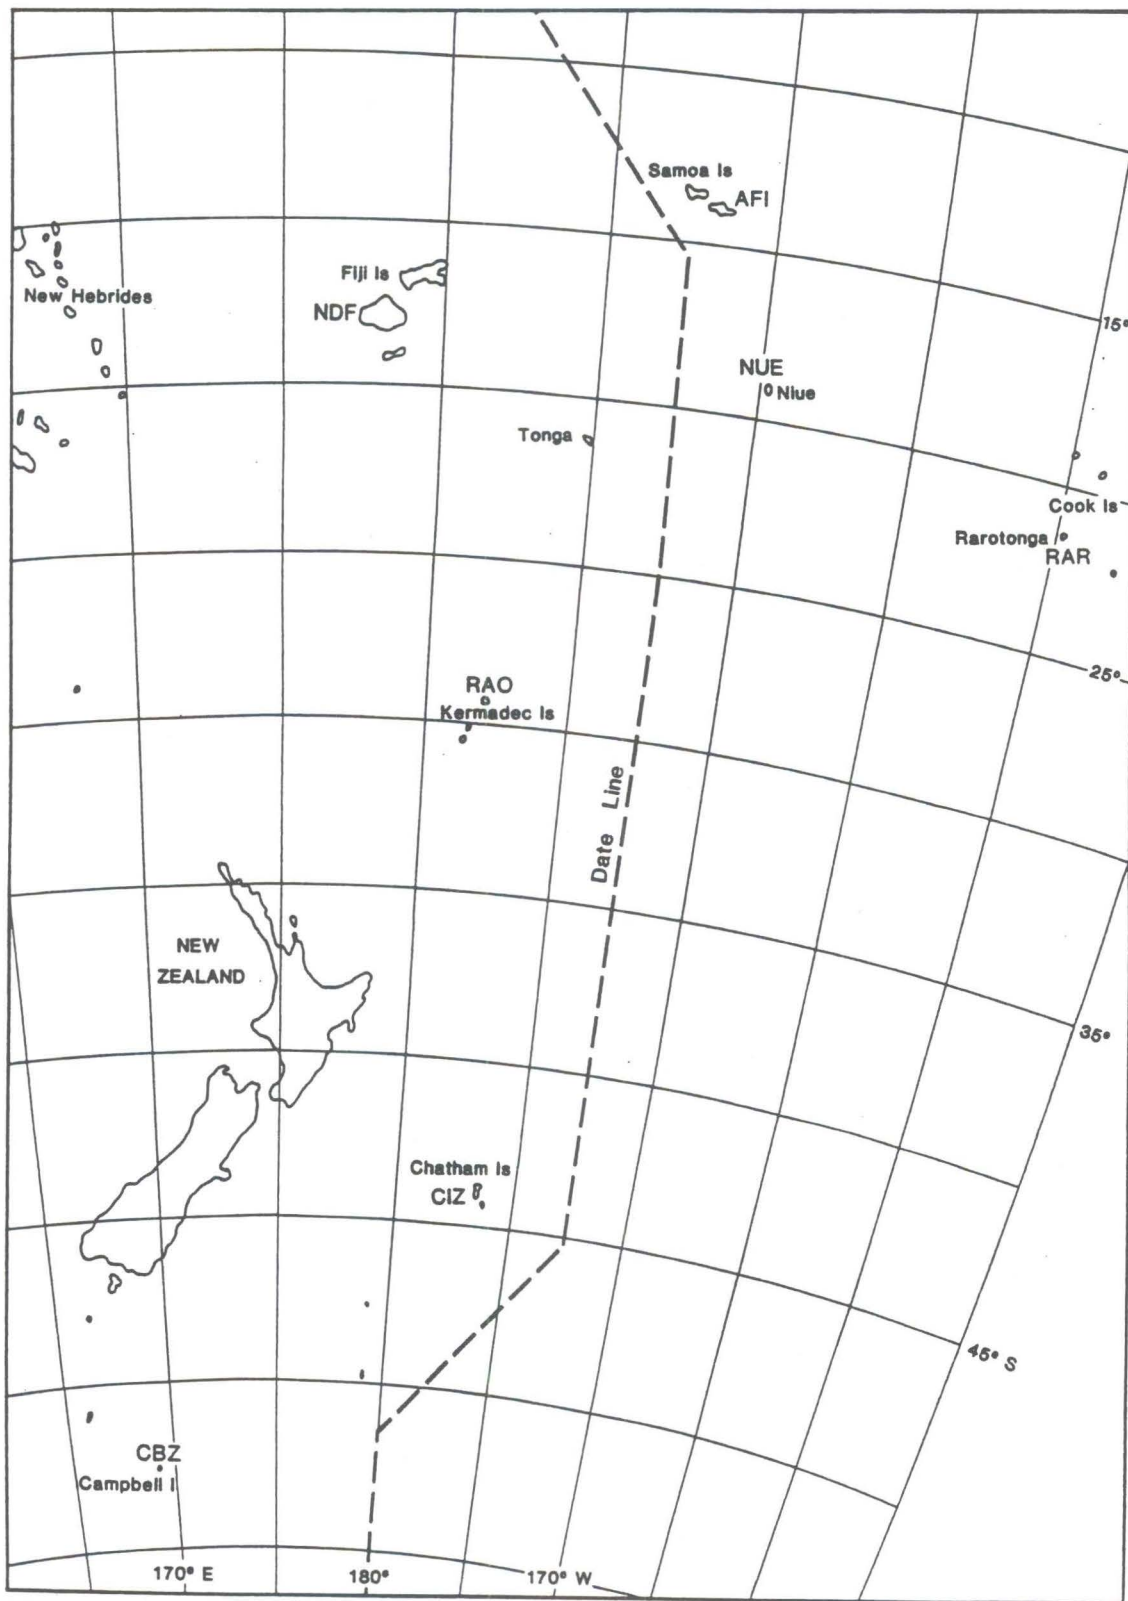 Samoa Is
AFI
Fiji Is
New Hebrides
NDF
15°
NUE
Niue
Tonga
Cook Is
Rarotonga
RAR
25°
RAO
Kermadec Is
Date Line
NEW
ZEALAND
35°
Chatham Is
CIZ
45° S
CBZ
Campbell I
170° E
180°
170° W